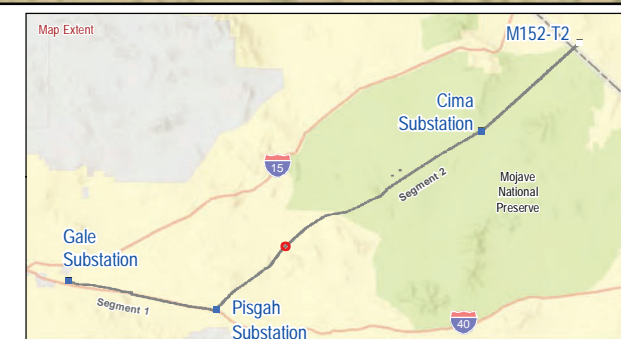 Map Extent
M152-T2
Cima
Substation
15
Segment 2
Mojave
National
Preserve
Gale
Substation
Segment 1
Pisgah
Substation
40